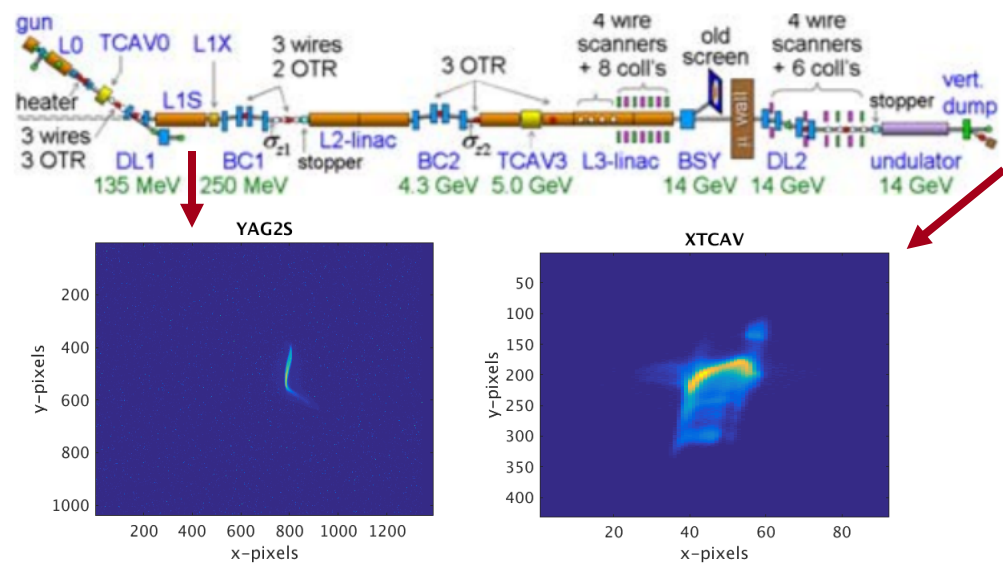 gun
L0
TCAV0
L1X
3 wires
2 OTR
3 OTR
4 wire
scanners
+ 8 coll's
old
screen
μ wall
4 wire
scanners
+ 6 coll's
vert.
dump
heater
L1S
3 wires
3 OTR
σz1
stopper
L2-linac
σz2
stopper
DL1
BC1
BC2
TCAV3
L3-linac
BSY
DL2
undulator
135 MeV
250 MeV
4.3 GeV
5.0 GeV
14 GeV
14 GeV
14 GeV
YAG2S
200
400
600
800
1000
y-pixels
200 400 600 800 1000 1200
x-pixels
XTCAV
50
100
150
200
250
300
350
400
y-pixels
20 40 60 80
x-pixels